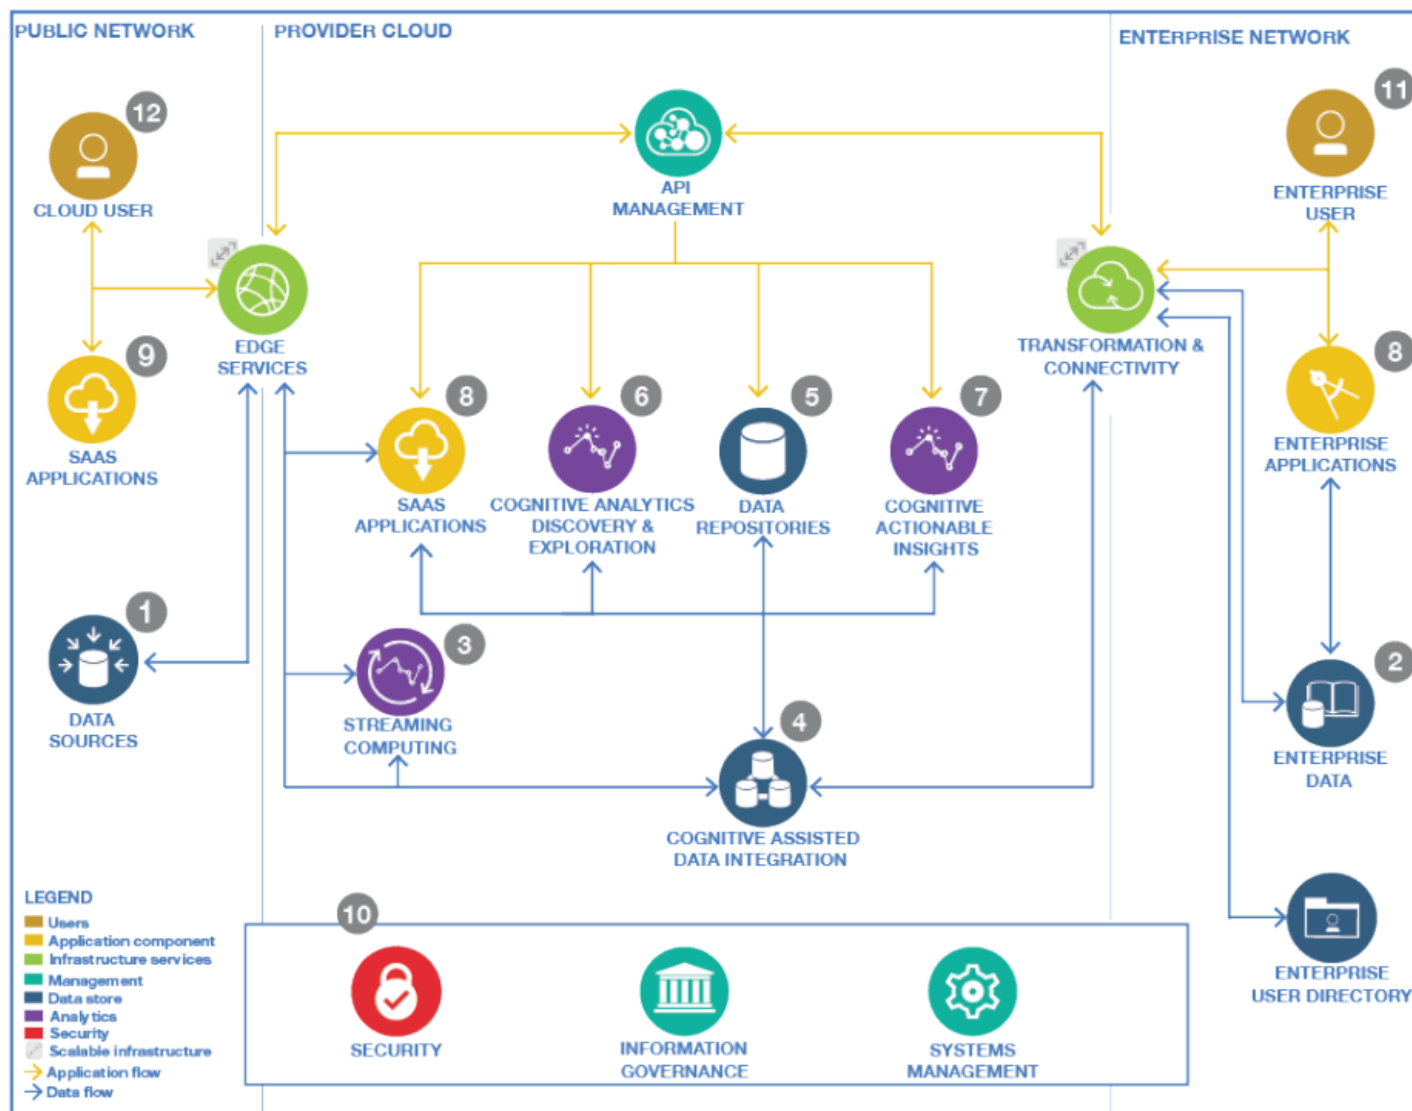 PUBLIC NETWORK
PROVIDER CLOUD
ENTERPRISE NETWORK
12
CLOUD USER
API
MANAGEMENT
11
ENTERPRISE
USER
EDGE
SERVICES
TRANSFORMATION &
CONNECTIVITY
9
SAAS
APPLICATIONS
8
SAAS
APPLICATIONS
6
COGNITIVE ANALYTICS
DISCOVERY &
EXPLORATION
5
DATA
REPOSITORIES
7
COGNITIVE
ACTIONABLE
INSIGHTS
8
ENTERPRISE
APPLICATIONS
1
DATA
SOURCES
3
STREAMING
COMPUTING
4
COGNITIVE ASSISTED
DATA INTEGRATION
2
ENTERPRISE
DATA
ENTERPRISE
USER DIRECTORY
LEGEND
Users
Application component
Infrastructure services
Management
Data store
Analytics
Security
Scalable infrastructure
Application flow
Data flow
10
SECURITY
INFORMATION
GOVERNANCE
SYSTEMS
MANAGEMENT